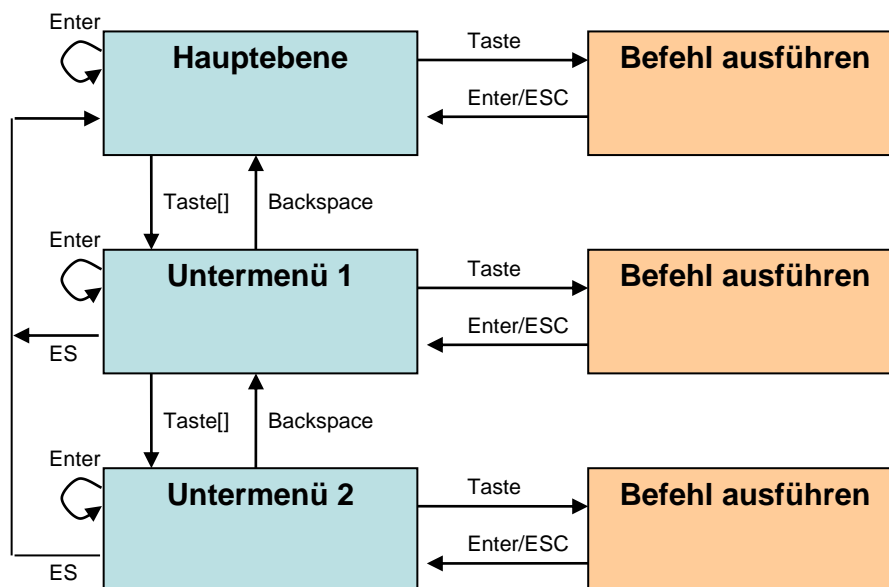 Enter
Hauptebene
Taste
Befehl ausführen
Enter/ESC
Taste[]
Backspace
Enter
Untermenü 1
Taste
Befehl ausführen
Enter/ESC
ES
Taste[]
Backspace
Enter
Untermenü 2
Taste
Befehl ausführen
Enter/ESC
ES